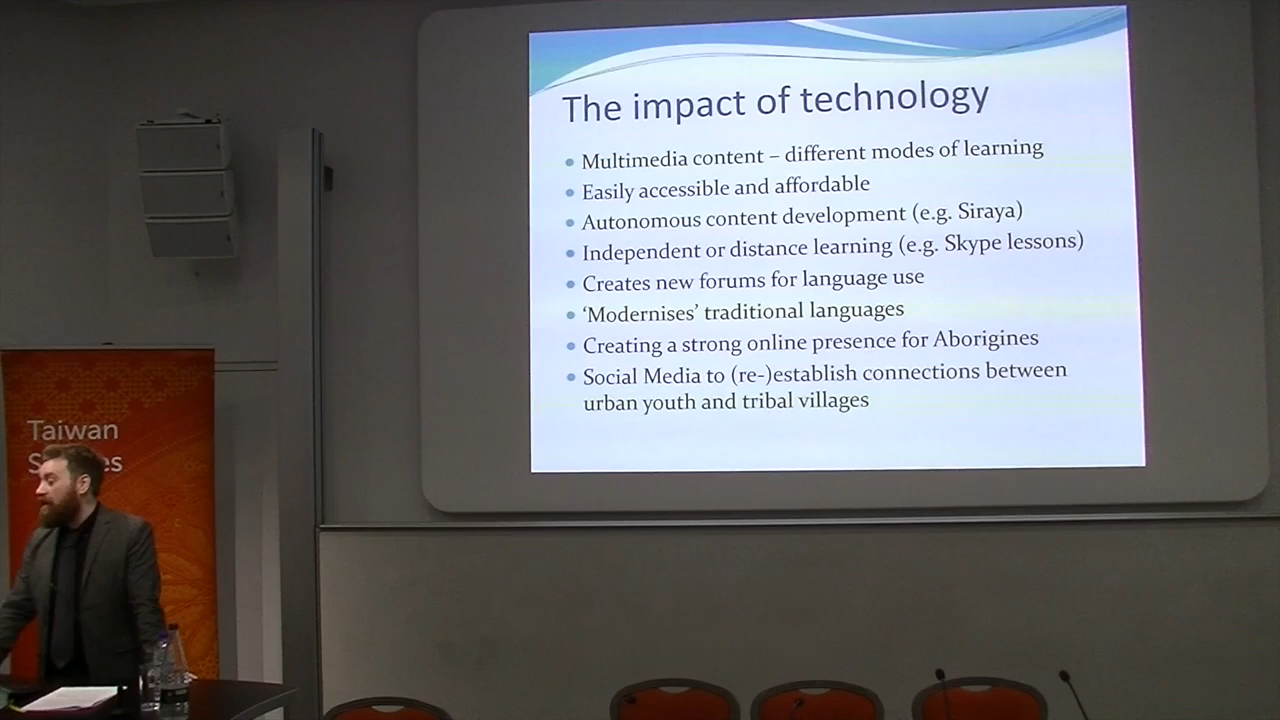 The impact of technology
• Multimedia content – different modes of learning
• Easily accessible and affordable
• Autonomous content development (e.g. Siraya)
• Independent or distance learning (e.g. Skype lessons)
• Creates new forums for language use
• ‘Modernises’ traditional languages
• Creating a strong online presence for Aborigines
• Social Media to (re-)establish connections between
urban youth and tribal villages
Taiwan